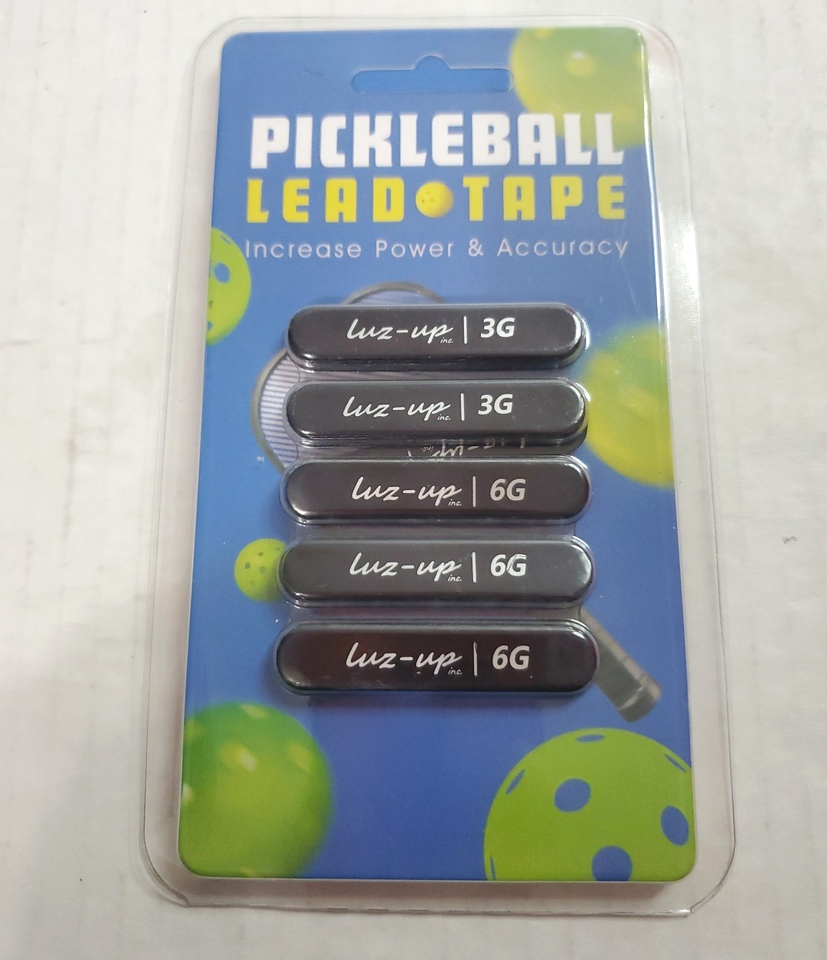 PICKLEBALL
LEAD TAPE
Increase Power & Accuracy
luz-up inc. | 3G
luz-up inc. | 3G
luz-up inc. | 6G
luz-up inc. | 6G
luz-up inc. | 6G